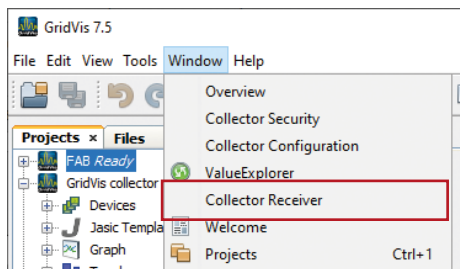 GridVis 7.5
File Edit View Tools Window Help
Overview
Collector Security
Collector Configuration
ValueExplorer
Collector Receiver
Welcome
Projects Ctrl+1
Projects × Files
FAB Ready
GridVis collector
Devices
Jasic Templa
Graph